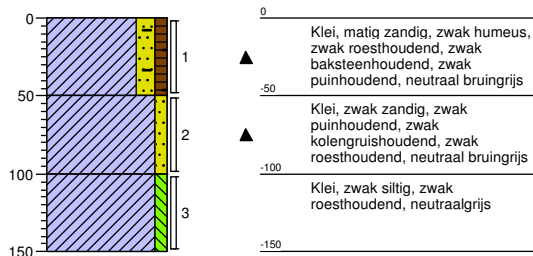 0
50
100
150
1
2
3
0
Klei, matig zandig, zwak humeus,
zwak roesthoudend, zwak
baksteenhoudend, zwak
puinhoudend, neutraal bruingrijs
-50
Klei, zwak zandig, zwak
puinhoudend, zwak
kolengruishoudend, zwak
roesthoudend, neutraal bruingrijs
-100
Klei, zwak siltig, zwak
roesthoudend, neutraalgrijs
-150